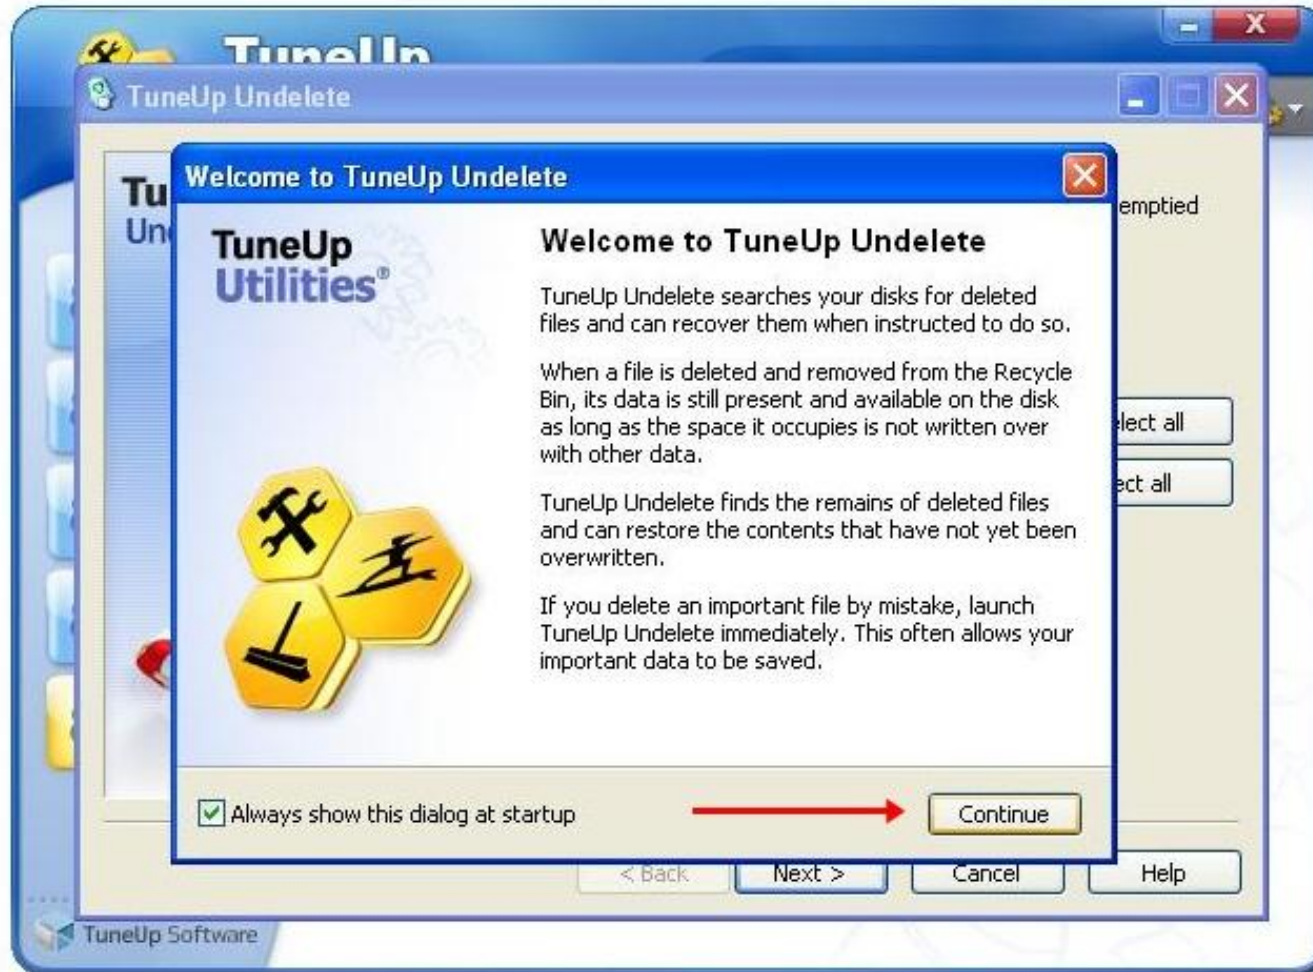 TuneUp
TuneUp Undelete
Welcome to TuneUp Undelete
emptied
TuneUp
Utilities®
Welcome to TuneUp Undelete
TuneUp Undelete searches your disks for deleted
files and can recover them when instructed to do so.
When a file is deleted and removed from the Recycle
Bin, its data is still present and available on the disk
as long as the space it occupies is not written over
with other data.
TuneUp Undelete finds the remains of deleted files
and can restore the contents that have not yet been
overwritten.
If you delete an important file by mistake, launch
TuneUp Undelete immediately. This often allows your
important data to be saved.
all
all
Always show this dialog at startup
Continue
< Back
Next >
Cancel
Help
TuneUp Software